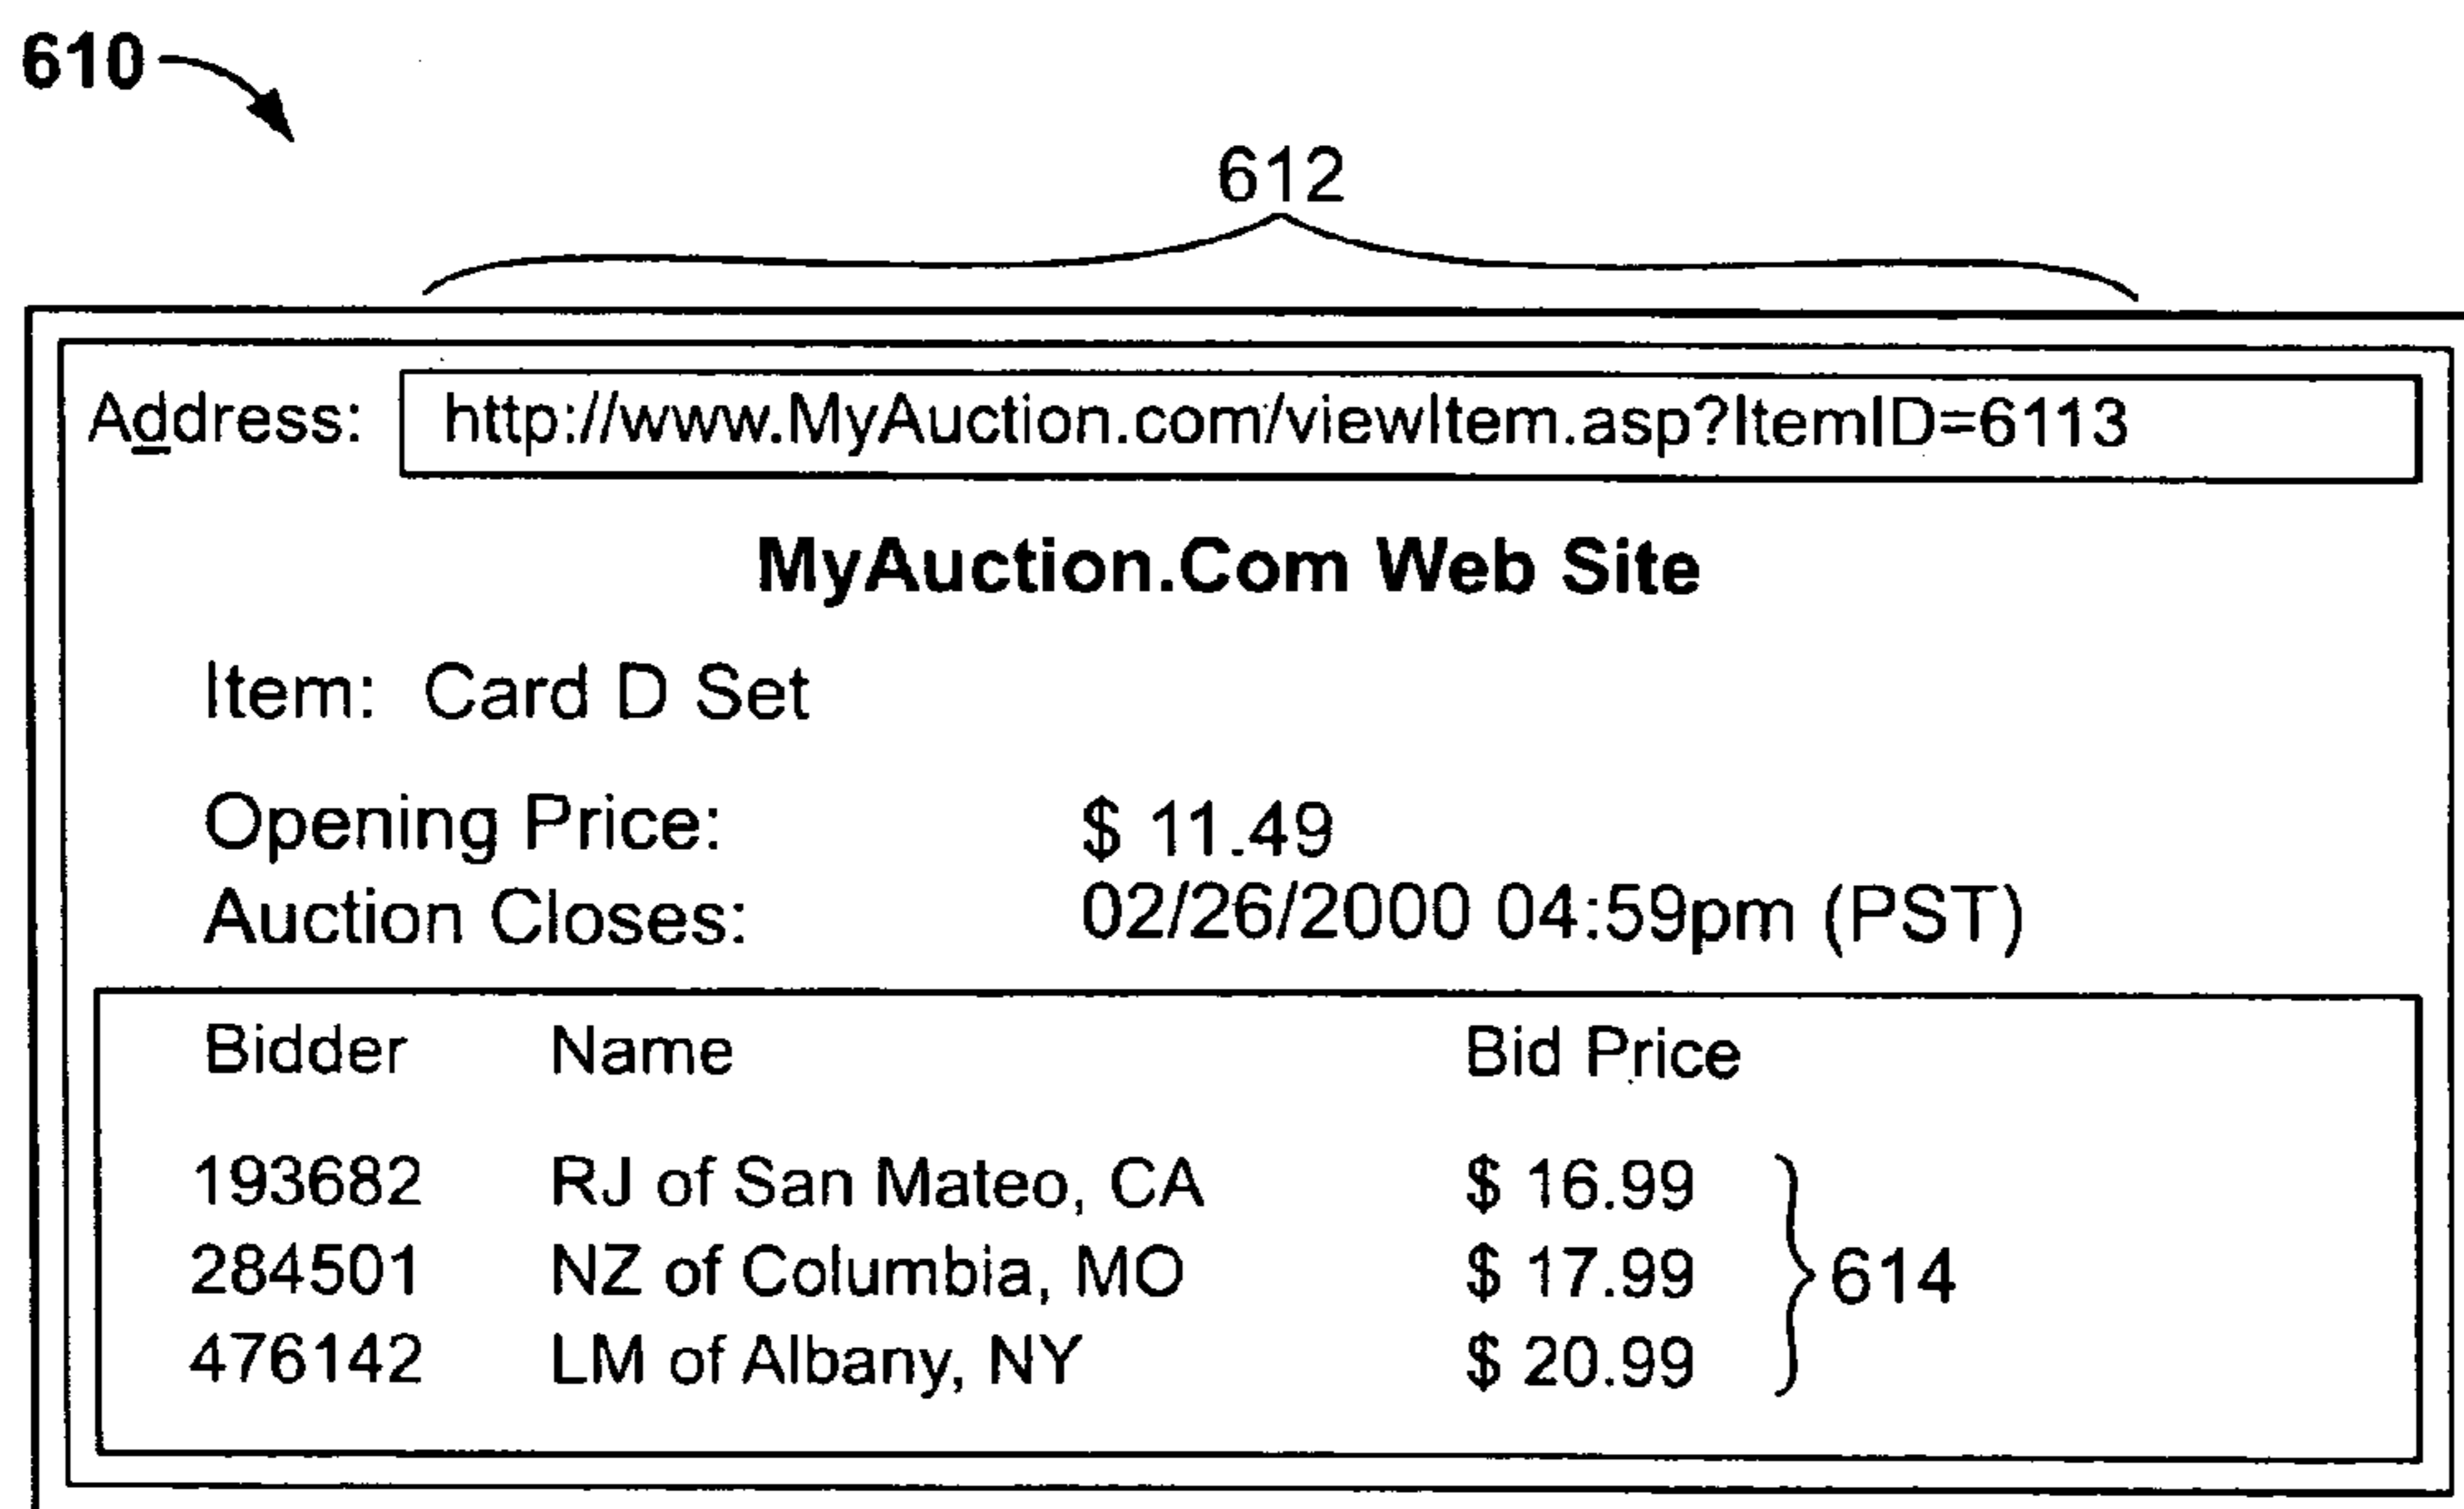 610
612
Address: http://www.MyAuction.com/viewItem.asp?ItemID=6113
MyAuction.Com Web Site
Item: Card D Set
Opening Price: $ 11.49
Auction Closes: 02/26/2000 04:59pm (PST)
Bidder Name Bid Price
193682 RJ of San Mateo, CA $ 16.99
284501 NZ of Columbia, MO $ 17.99 614
476142 LM of Albany, NY $ 20.99